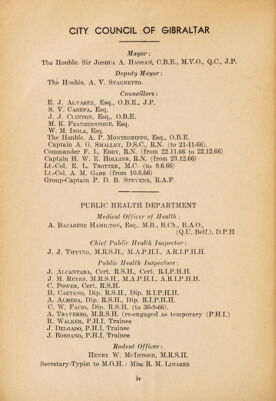 CITY COUNCIL OF GIBRALTAR
Mayor:
The Honble. Sir JOSHUA A. HASSAN, C.B.E., M.V.O., Q.C., J.P.
Deputy Mayor:
The Honble. A. V. STAGNETTO.
Councillors:
E. J. ALVAREZ, Esq., O.B.E., J.P.
S. V. CANEPA, Esq.
J. J. CLINTON, Esq., O.B.E.
M. K. FEATHERSTONE, Esq.
W. M. ISOLA, Esq.
The Honble. A. P. MONTEGRIFFO, Esq., O.B.E.
Captain A. G. SMALLEY, D.S.C., R.N. (to 21-11-66).
Commander F. L. EDDY, R.N. (from 22.11.66 to 22.12.66)
Captain H. W. E. HOLLINS, R.N. (from 23.12.66)
Lt.-Col. E. L. TROTTER, M.C. (to 9.6.66)
Lt.-Col. A. M. GABB (from 10.6.66)
Group-Captain P. D. B. STEVENS, R.A.F.
PUBLIC HEALTH DEPARTMENT
Medical Officer of Health:
A. BACARESE HAMILTON, Esq., M.B., B.Ch., B.A.O.,
(Q.U. Belf.), D.P.H
Chief Public Health Inspector:
J. J. TIPPING, M.R.S.H., M.A.P.H.I., A.R.I.P.H.H.
Public Health Inspectors:
J. ALCANTARA, Cert. R.S.H., Cert. R.I.P.H.H.
J. M. REYES, M.R.S.H., M.A.P.H.I., A.R.I.P.H.H.
C. POWER, Cert. R.S.H.
H. CAETANO, Dip. R.S.H., Dip. R.I.P.H.H.
A. ALMEDA, Dip. R.S.H., Dip. R.I.P.H.H.
C. W. FACIO, Dip. R.S.H. (to 30-9-66).
A. TRAVERSO, M.R.S.H. (re-engaged as temporary (P.H.I.)
R. WALKER, P.H.I, Trainee
J. DELGADO, P.H.I, Trainee
J. BOSSANO, P.H.I, Trainee
Rodent Officer:
HENRY W. MCINTOSH, M.R.S.H.
Secretary-Typist to M.O.H.: Miss R. M. LINARES
iv